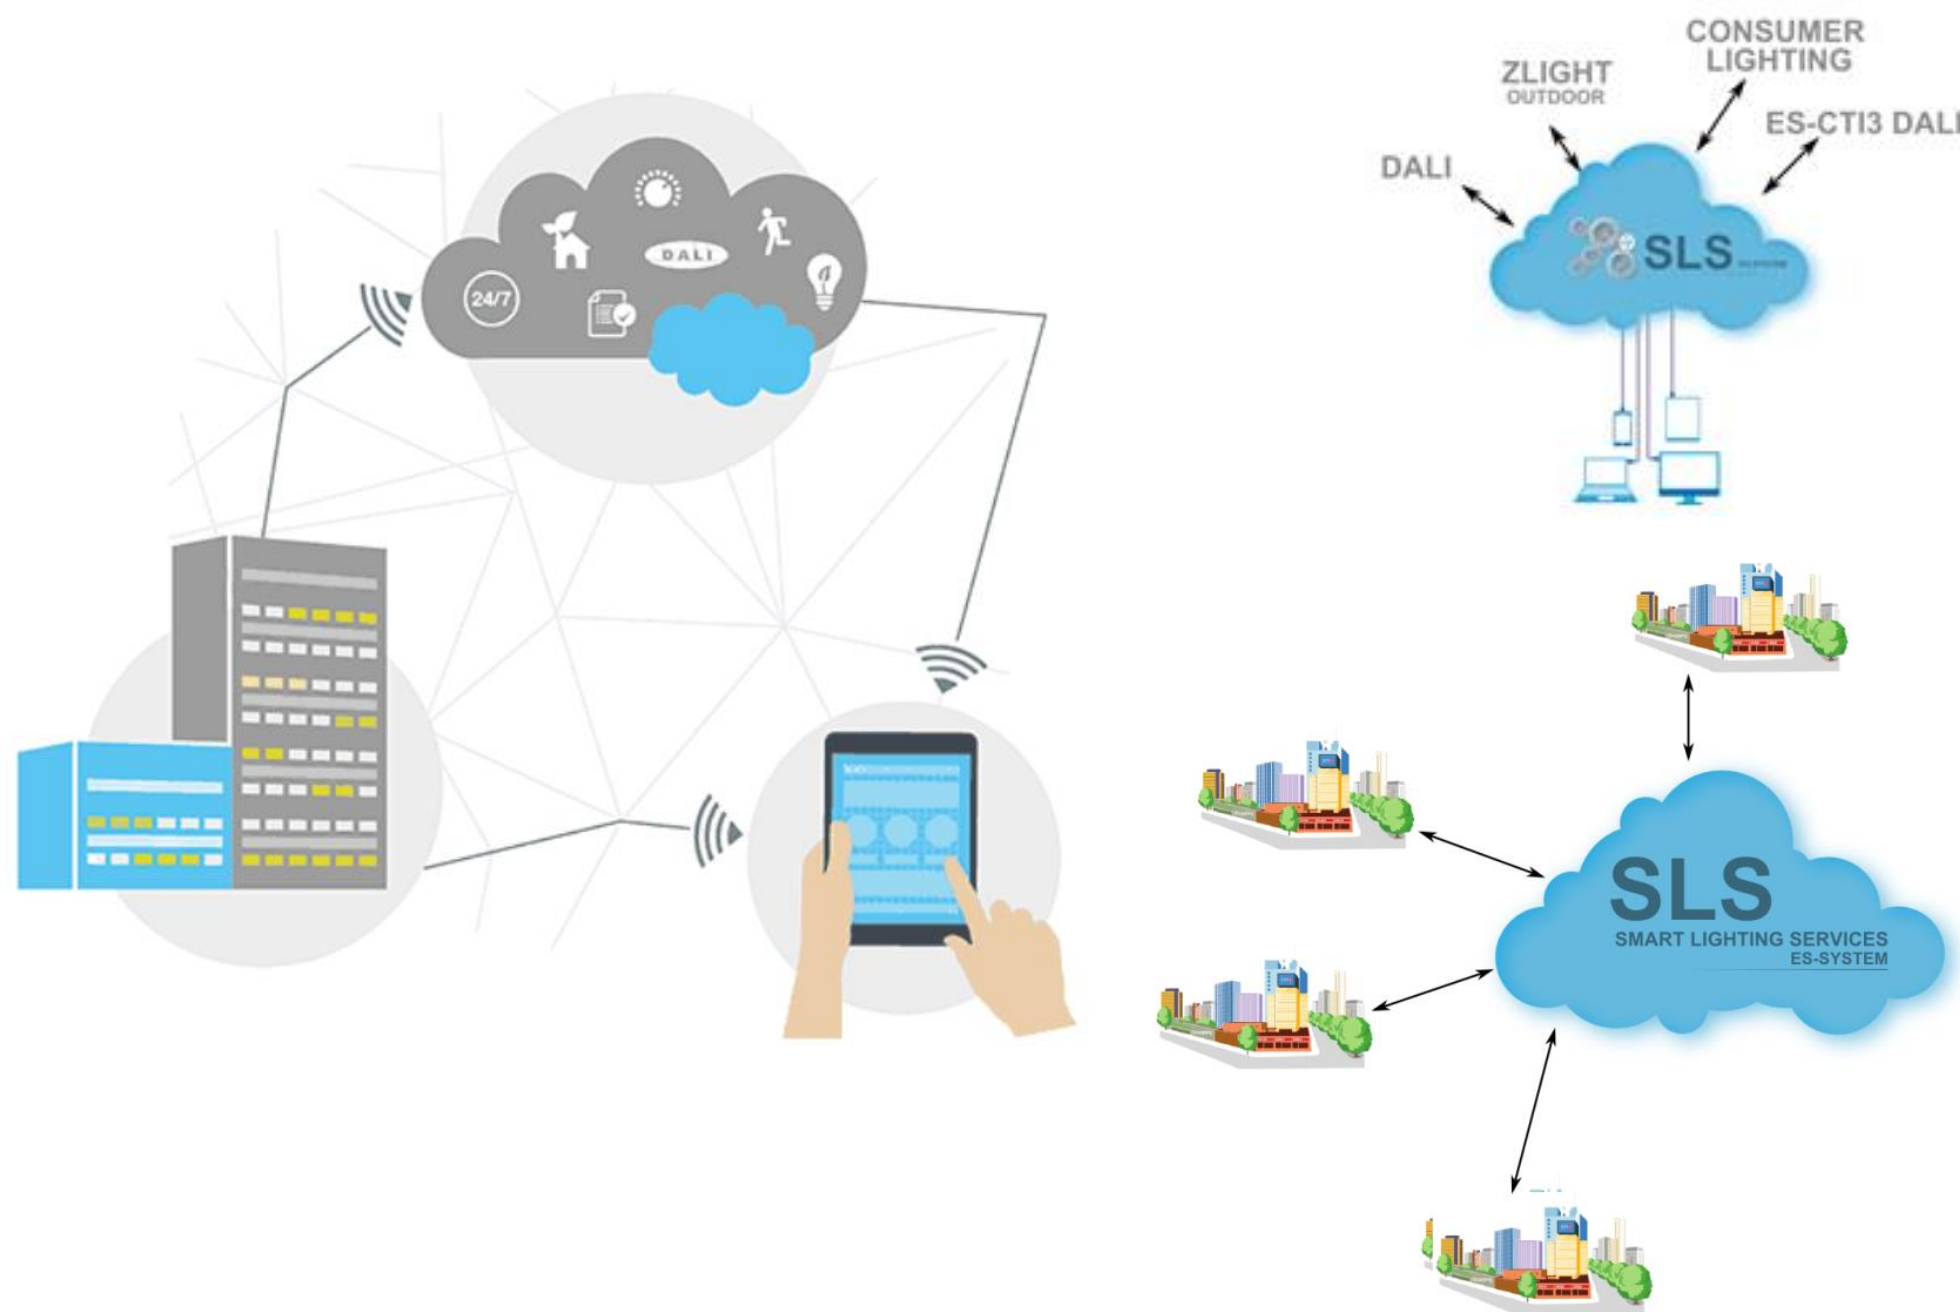 24/7
DALI
CONSUMER
LIGHTING
ZLIGHT
OUTDOOR
ES-CTI3 DALI
DALI
SLS
SLS
SMART LIGHTING SERVICES
ES-SYSTEM